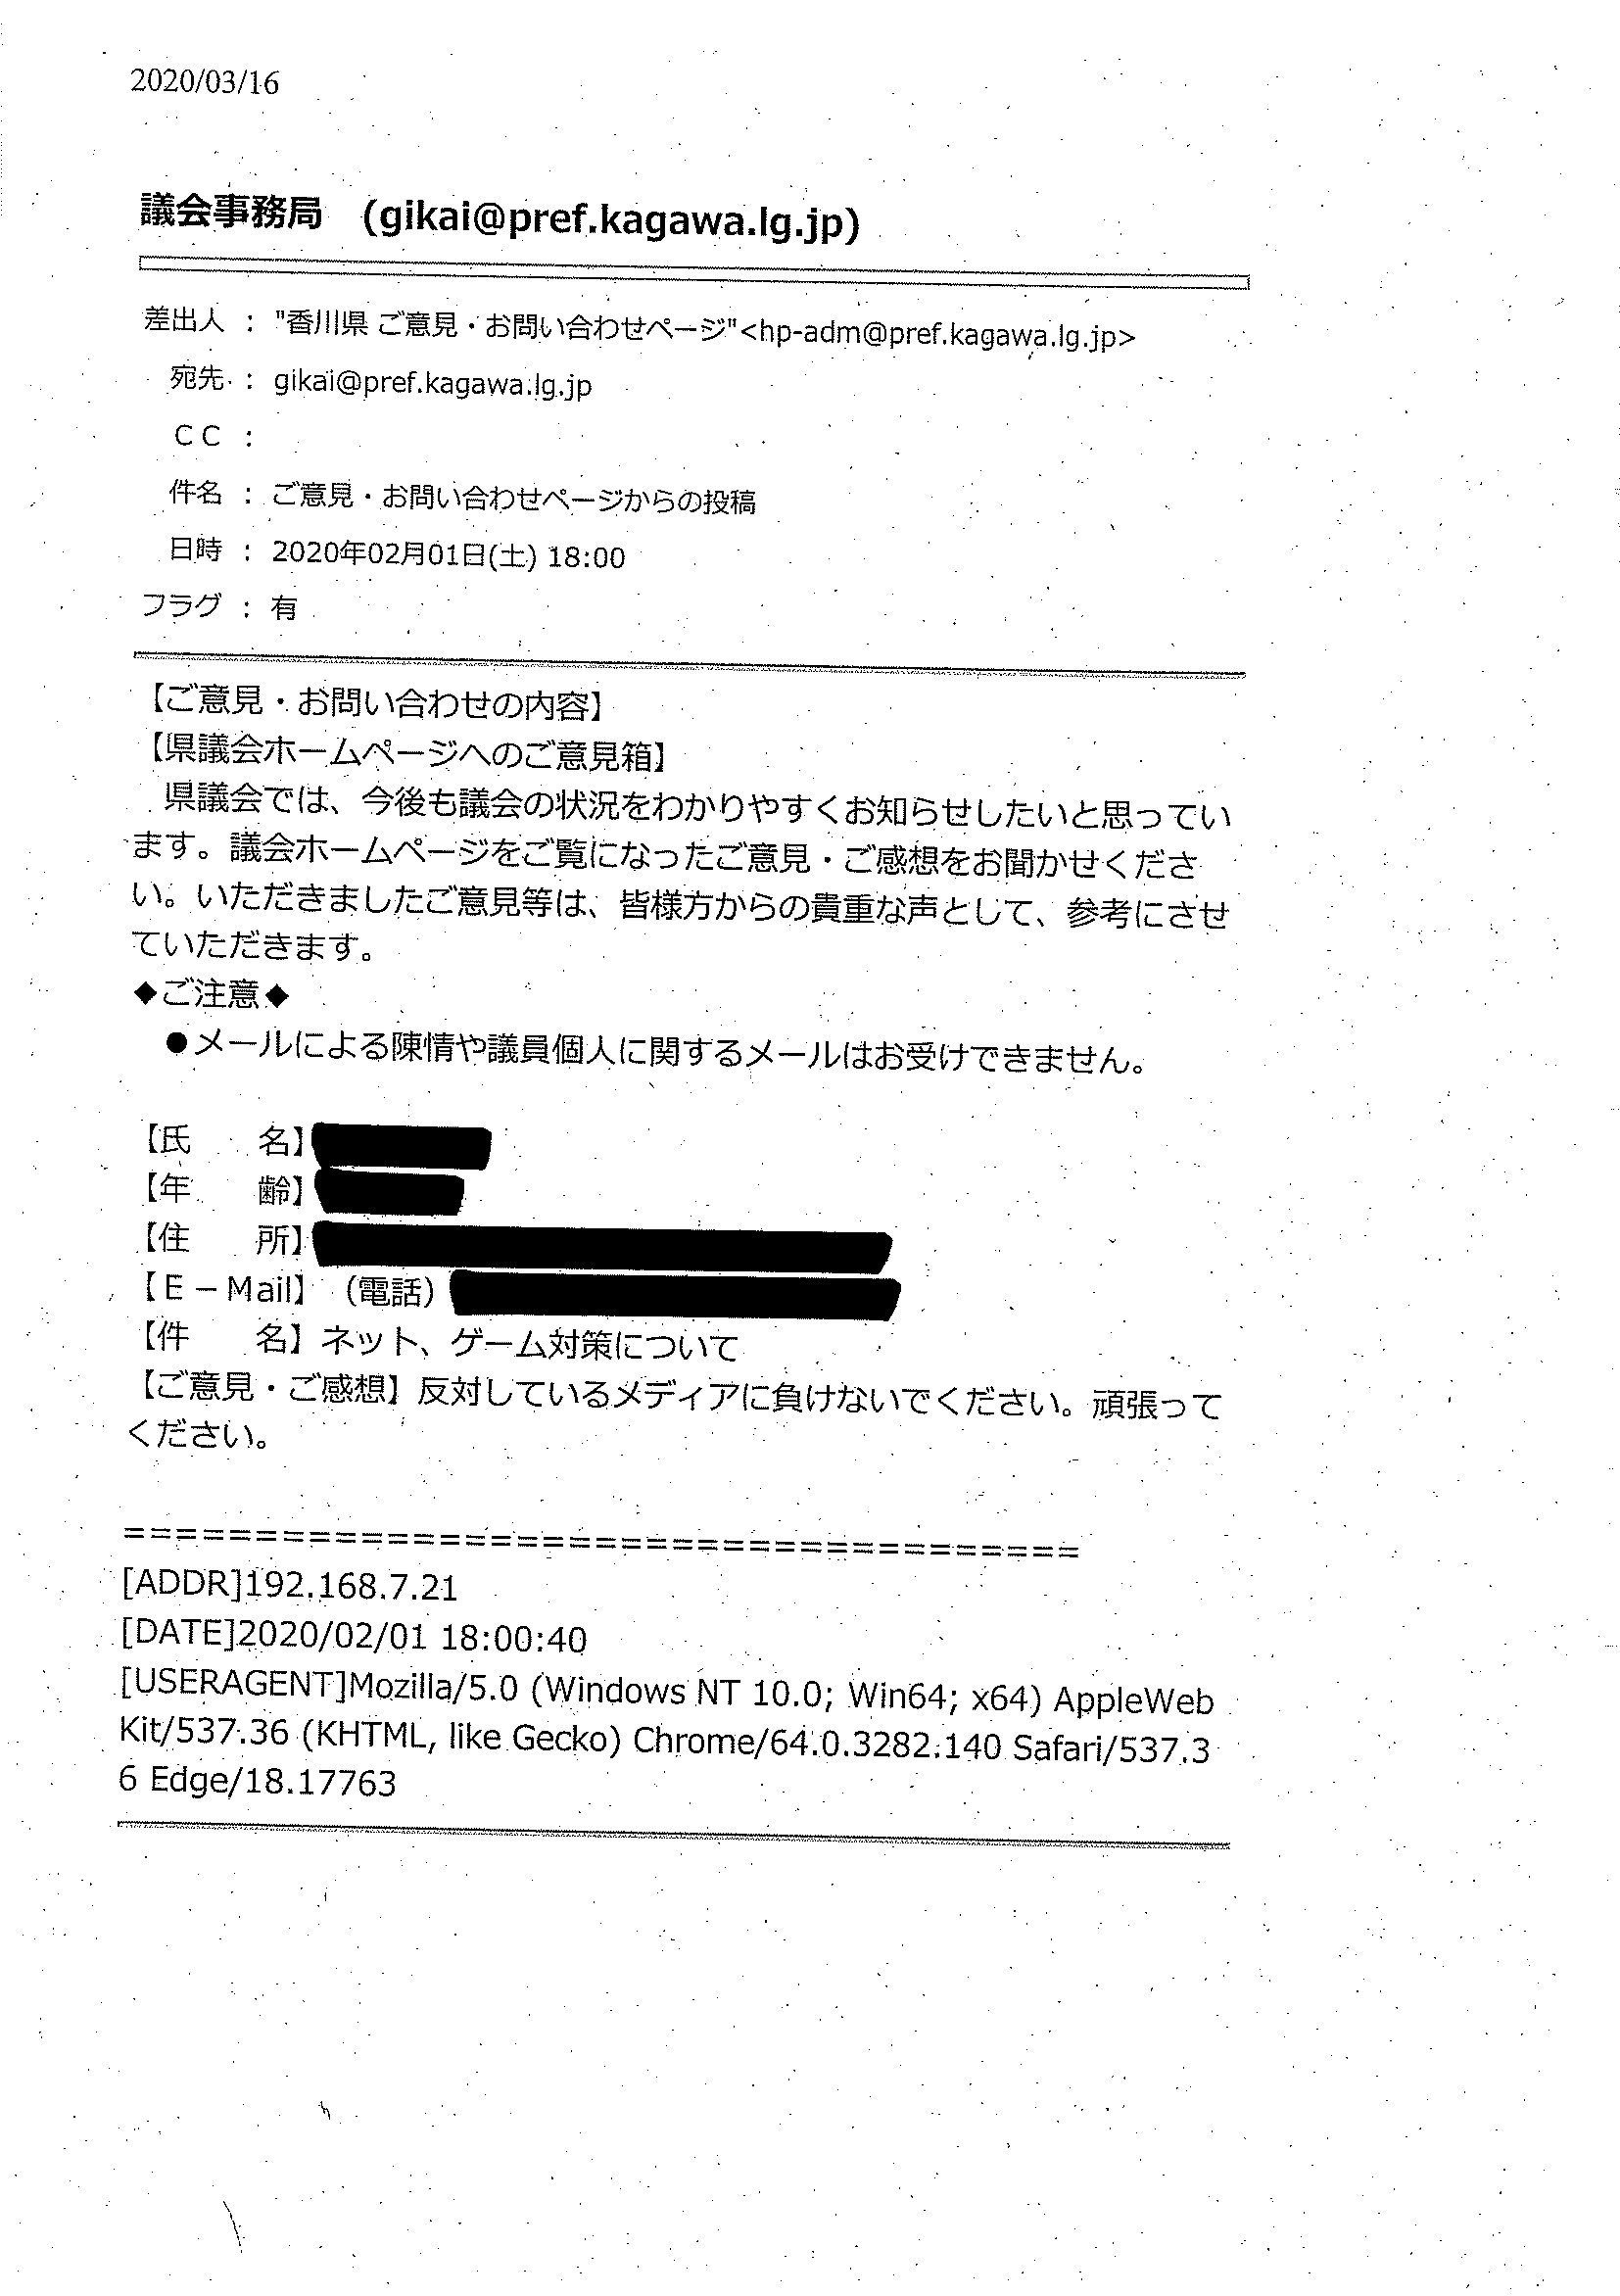 2020/03/16
議会事務局　(gikai@pref.kagawa.lg.jp)
差出人 ： "香川県 ご意見・お問い合わせページ"<hp-adm@pref.kagawa.lg.jp>
宛先 ： gikai@pref.kagawa.lg.jp
ＣＣ ：
件名 ： ご意見・お問い合わせページからの投稿
日時 ： 2020年02月01日(土) 18:00
フラグ ： 有
【ご意見・お問い合わせの内容】
【県議会ホームページへのご意見箱】
　県議会では、今後も議会の状況をわかりやすくお知らせしたいと思ってい
ます。議会ホームページをご覧になったご意見・ご感想をお聞かせくださ
い。いただきましたご意見等は、皆様方からの貴重な声として、参考にさせ
ていただきます。
◆ご注意◆
　●メールによる陳情や議員個人に関するメールはお受けできません。
【氏　　名】
【年　　齢】
【住　　所】
【Ｅ－Mail】（電話）
【件　　名】ネット、ゲーム対策について
【ご意見・ご感想】反対しているメディアに負けないでください。頑張って
ください。
=====================================
[ADDR]192.168.7.21
[DATE]2020/02/01 18:00:40
[USERAGENT]Mozilla/5.0 (Windows NT 10.0; Win64; x64) AppleWeb
Kit/537.36 (KHTML, like Gecko) Chrome/64.0.3282.140 Safari/537.3
6 Edge/18.17763